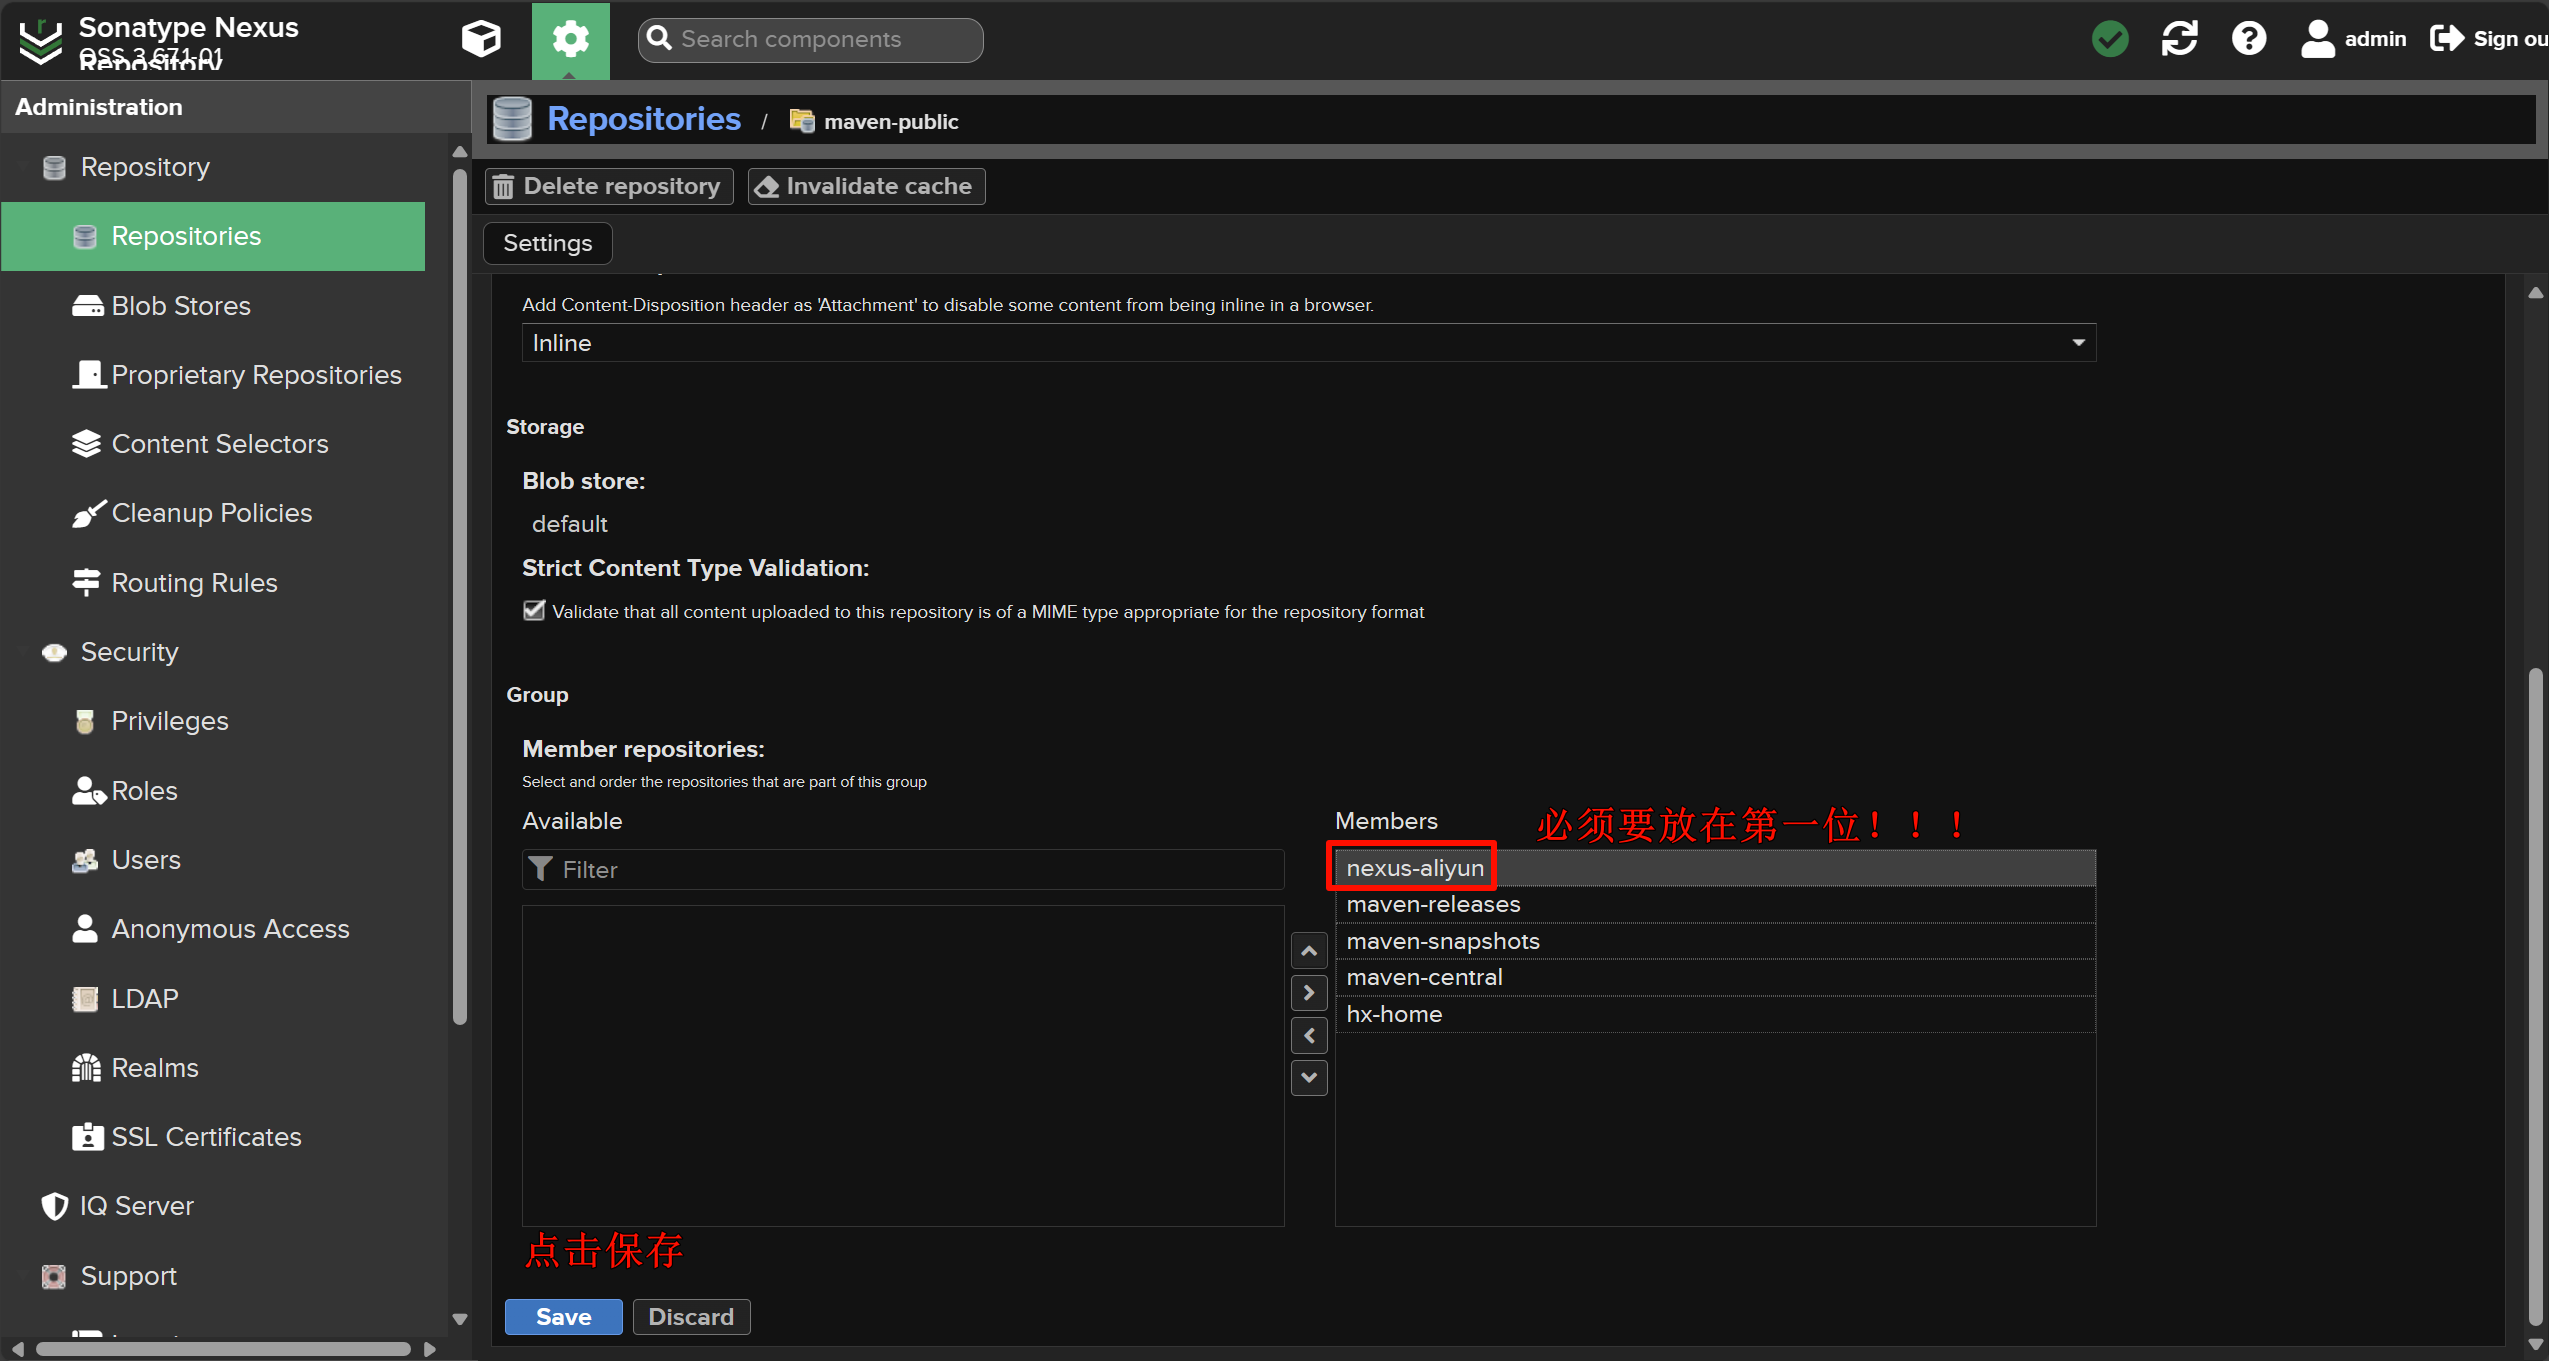 Sonatype Nexus
Repository
OSS 3.67.1-01
Search components
admin
Sign ou
Administration
Repository
Repositories
Blob Stores
Proprietary Repositories
Content Selectors
Cleanup Policies
Routing Rules
Security
Privileges
Roles
Users
Anonymous Access
LDAP
Realms
SSL Certificates
IQ Server
Support
Repositories / maven-public
Delete repository
Invalidate cache
Settings
Add Content-Disposition header as 'Attachment' to disable some content from being inline in a browser.
Inline
Storage
Blob store:
default
Strict Content Type Validation:
Validate that all content uploaded to this repository is of a MIME type appropriate for the repository format
Group
Member repositories:
Select and order the repositories that are part of this group
Available
Filter
Members
必须要放在第一位！！！
nexus-aliyun
maven-releases
maven-snapshots
maven-central
hx-home
点击保存
Save
Discard